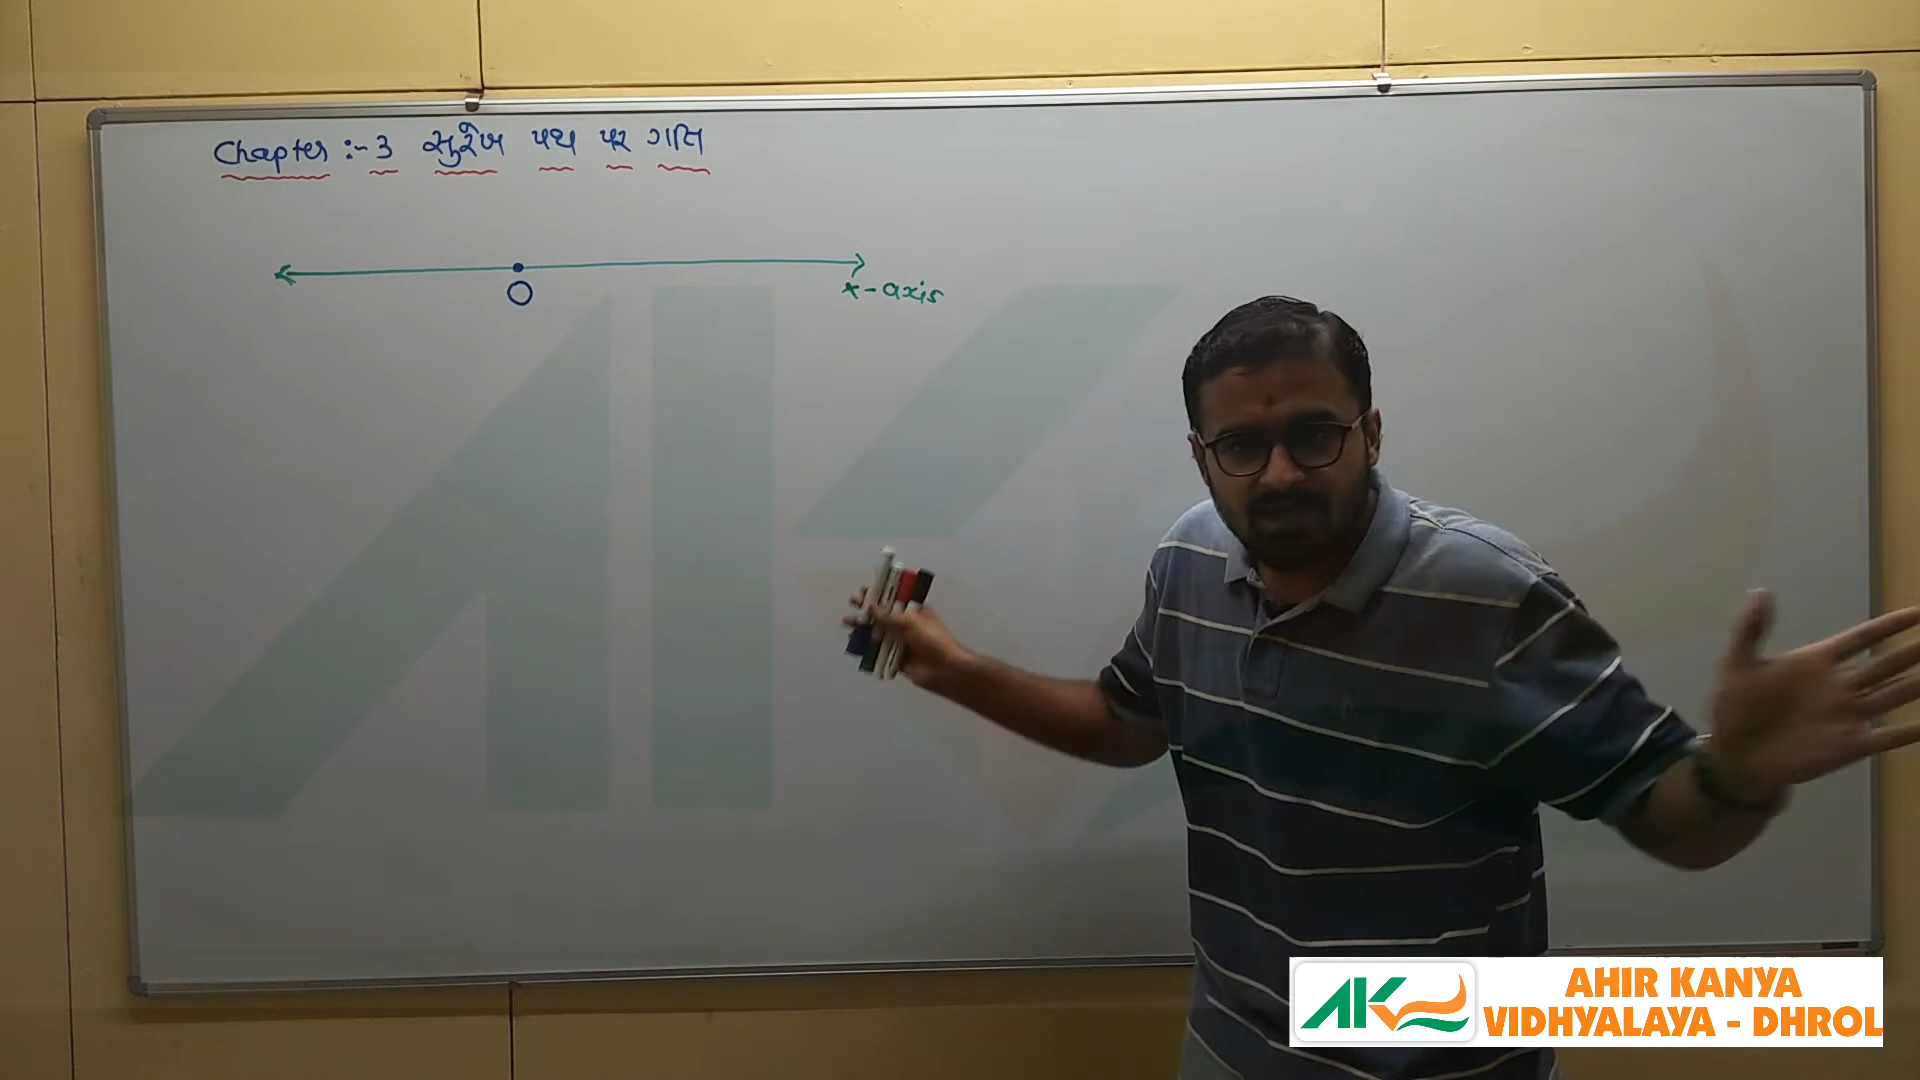 Chapter :- 3 સુરેખ પથ પર ગતિ
O
x-axis
AK
AHIR KANYA
VIDHYALAYA - DHROL